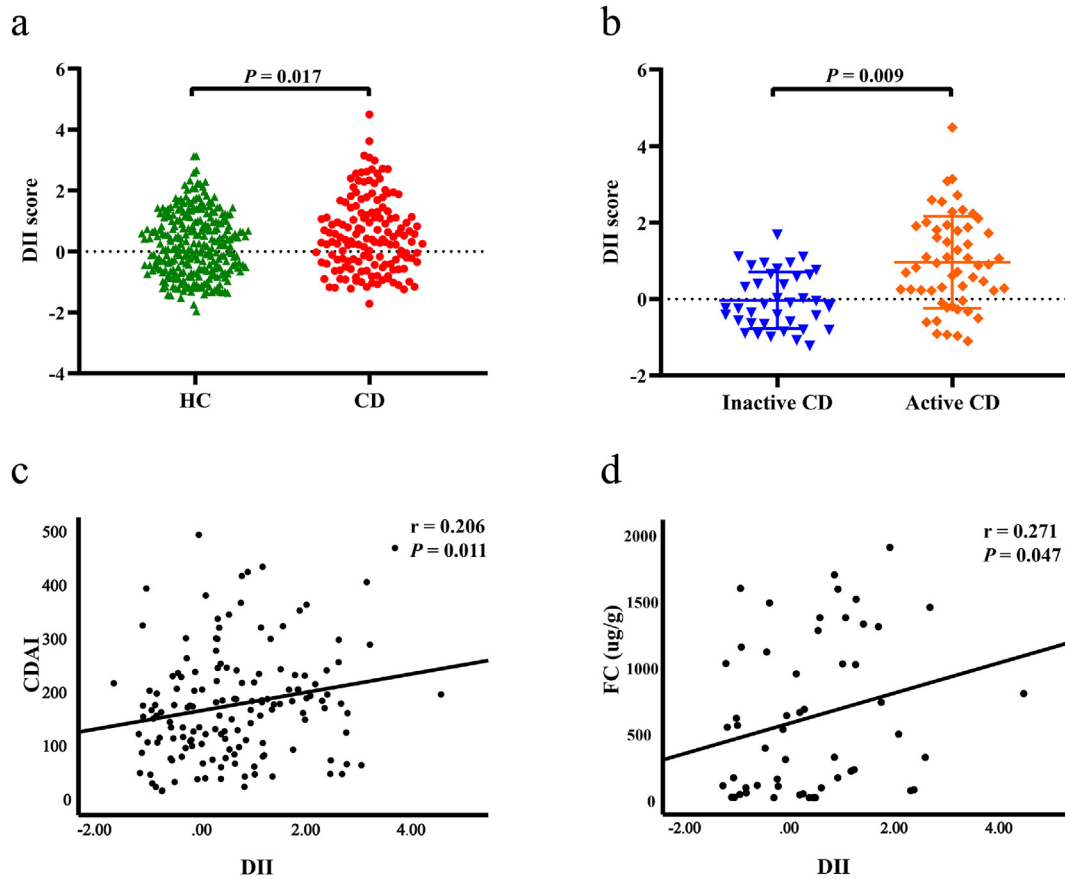 a
P = 0.017
6
4
2
0
-2
-4
DII score
HC
CD
b
P = 0.009
6
4
2
0
-2
DII score
Inactive CD
Active CD
c
r = 0.206
P = 0.011
500
400
300
200
100
0
CDAI
-2.00
.00
2.00
4.00
DII
d
r = 0.271
P = 0.047
2000
1500
1000
500
0
FC (ug/g)
-2.00
.00
2.00
4.00
DII